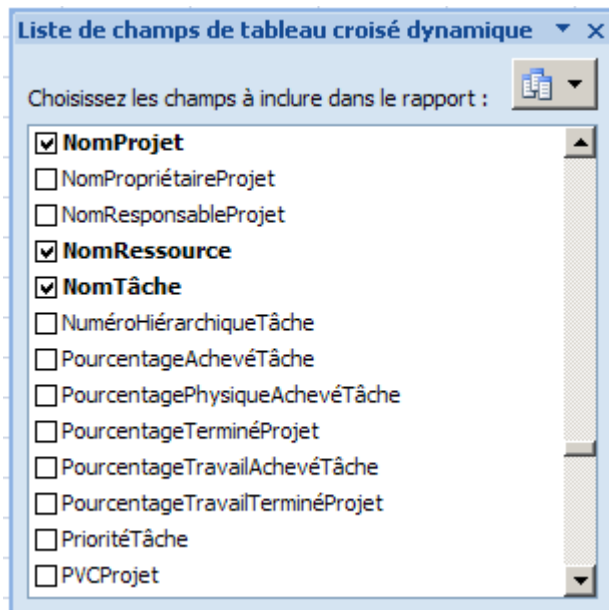 Liste de champs de tableau croisé dynamique
Choisissez les champs à inclure dans le rapport :
NomProjet
NomPropriétaireProjet
NomResponsableProjet
NomRessource
NomTâche
NuméroHiérarchiqueTâche
PourcentageAchevéTâche
PourcentagePhysiqueAchevéTâche
PourcentageTerminéProjet
PourcentageTravailAchevéTâche
PourcentageTravailTerminéProjet
PrioritéTâche
PVCProjet